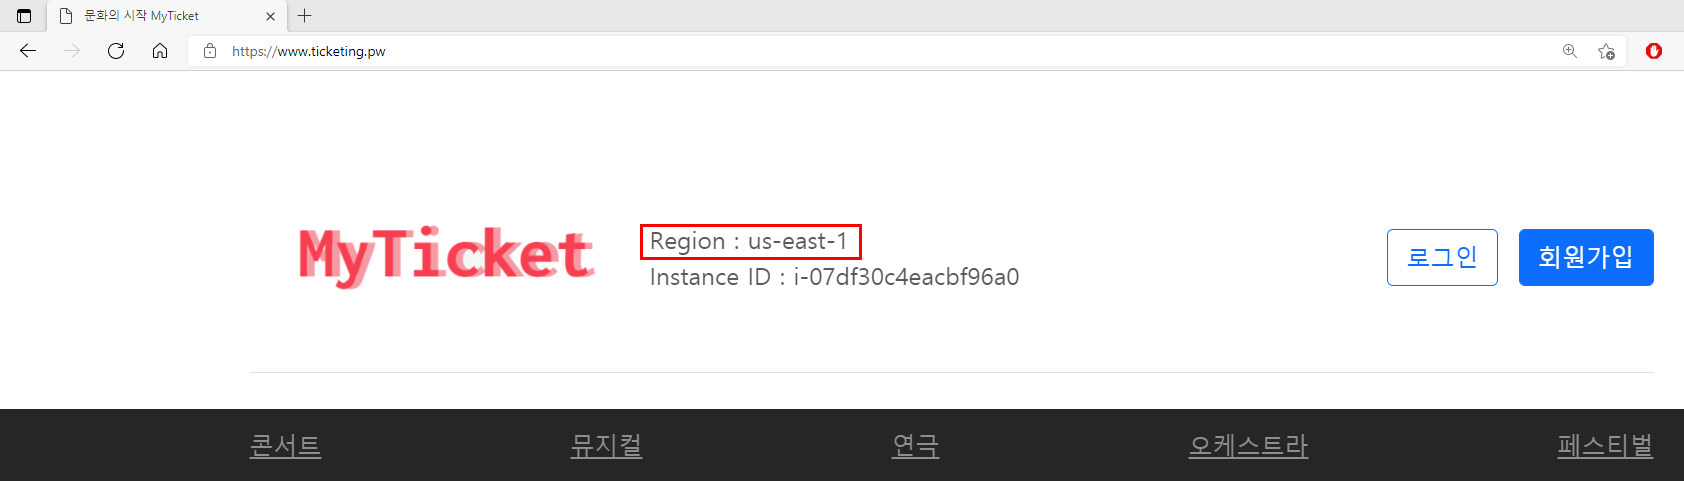 문화의 시작 MyTicket
https://www.ticketing.pw
MyTicket
Region : us-east-1
Instance ID : i-07df30c4eacbf96a0
로그인
회원가입
콘서트 뮤지컬 연극 오케스트라 페스티벌